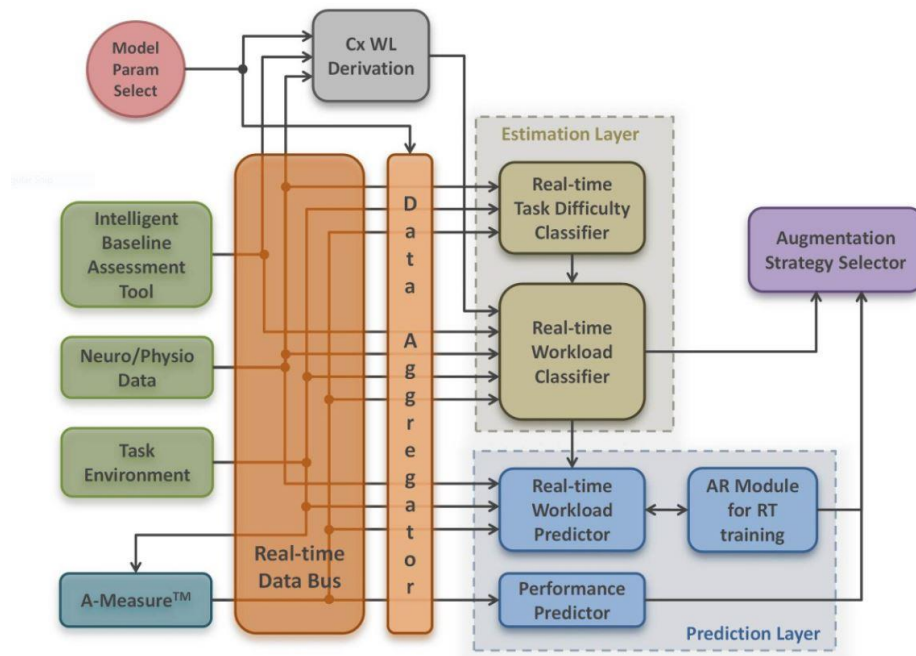 Model
Param
Select
Cx WL
Derivation
Estimation Layer
Real-time
Task Difficulty
Classifier
Intelligent
Baseline
Assessment
Tool
Data Aggregator
Augmentation
Strategy Selector
Real-time
Workload
Classifier
Neuro/Physio
Data
Task
Environment
Real-time
Workload
Predictor
AR Module
for RT
training
Real-time
Data Bus
A-Measure™
Performance
Predictor
Prediction Layer